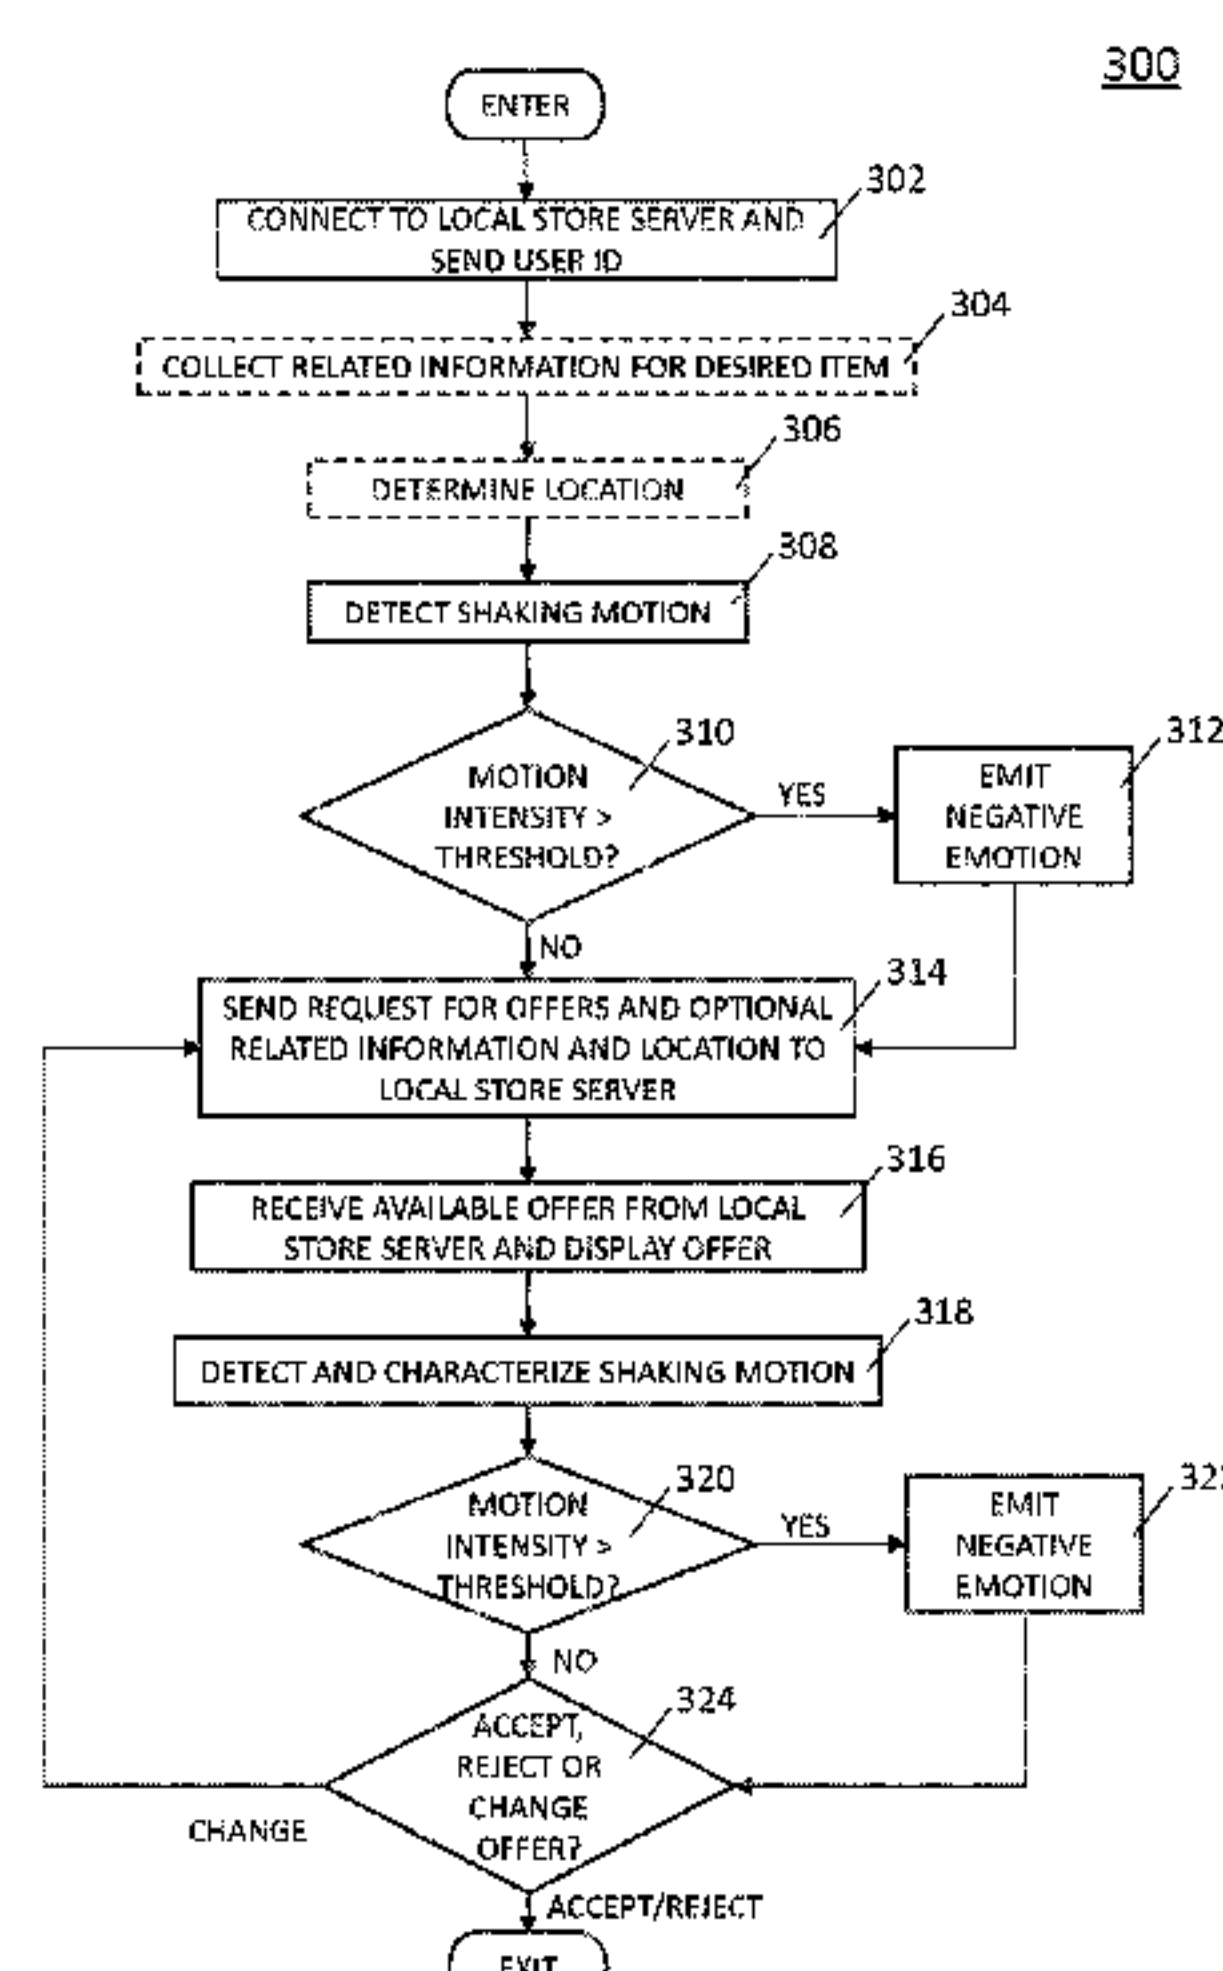 300
ENTER
302
CONNECT TO LOCAL STORE SERVER AND
SEND USER ID
304
COLLECT RELATED INFORMATION FOR DESIRED ITEM
306
DETERMINE LOCATION
308
DETECT SHAKING MOTION
310
MOTION
INTENSITY >
THRESHOLD?
YES
312
EMIT
NEGATIVE
EMOTION
NO
314
SEND REQUEST FOR OFFERS AND OPTIONAL
RELATED INFORMATION AND LOCATION TO
LOCAL STORE SERVER
316
RECEIVE AVAILABLE OFFER FROM LOCAL
STORE SERVER AND DISPLAY OFFER
318
DETECT AND CHARACTERIZE SHAKING MOTION
320
MOTION
INTENSITY >
THRESHOLD?
YES
EMIT
NEGATIVE
EMOTION
NO
324
ACCEPT,
REJECT OR
CHANGE
OFFER?
CHANGE
ACCEPT/REJECT
EXIT